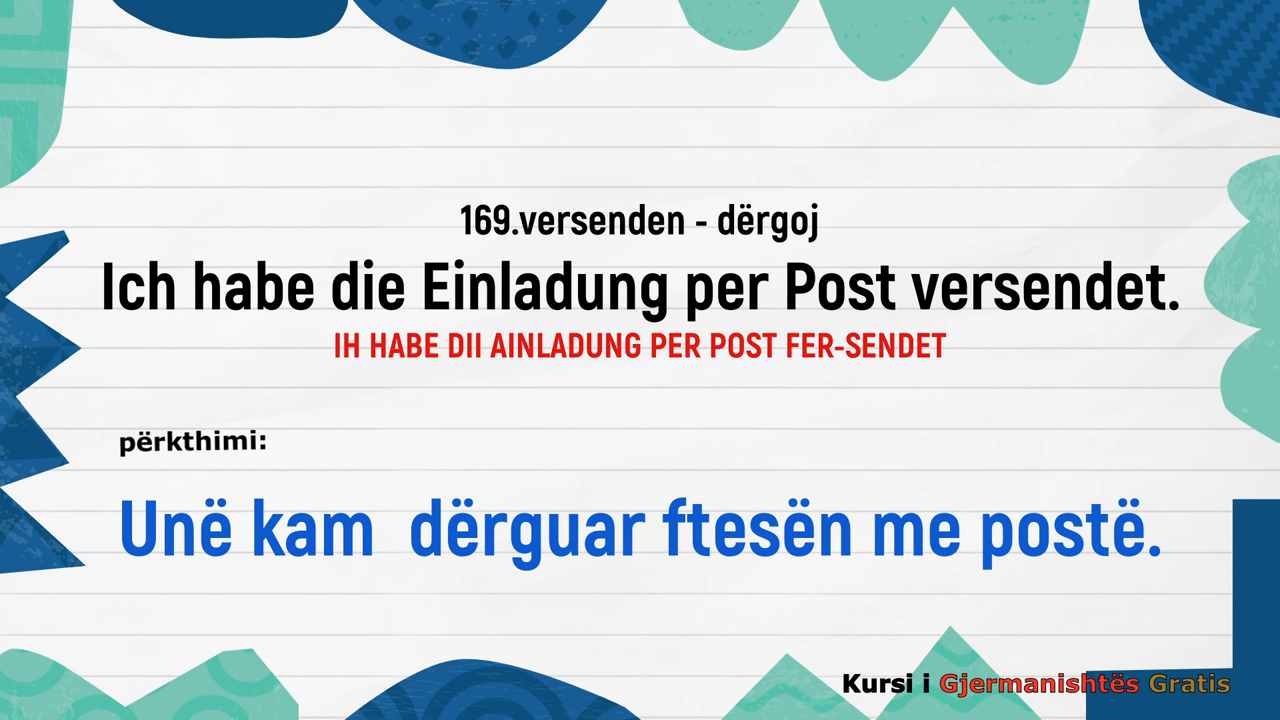 169.versenden - dërgoj
Ich habe die Einladung per Post versendet.
IH HABE DII AINLADUNG PER POST FER-SENDET
përkthimi:
Unë kam dërguar ftesën me postë.
Kursi i Gjermanishtës Gratis